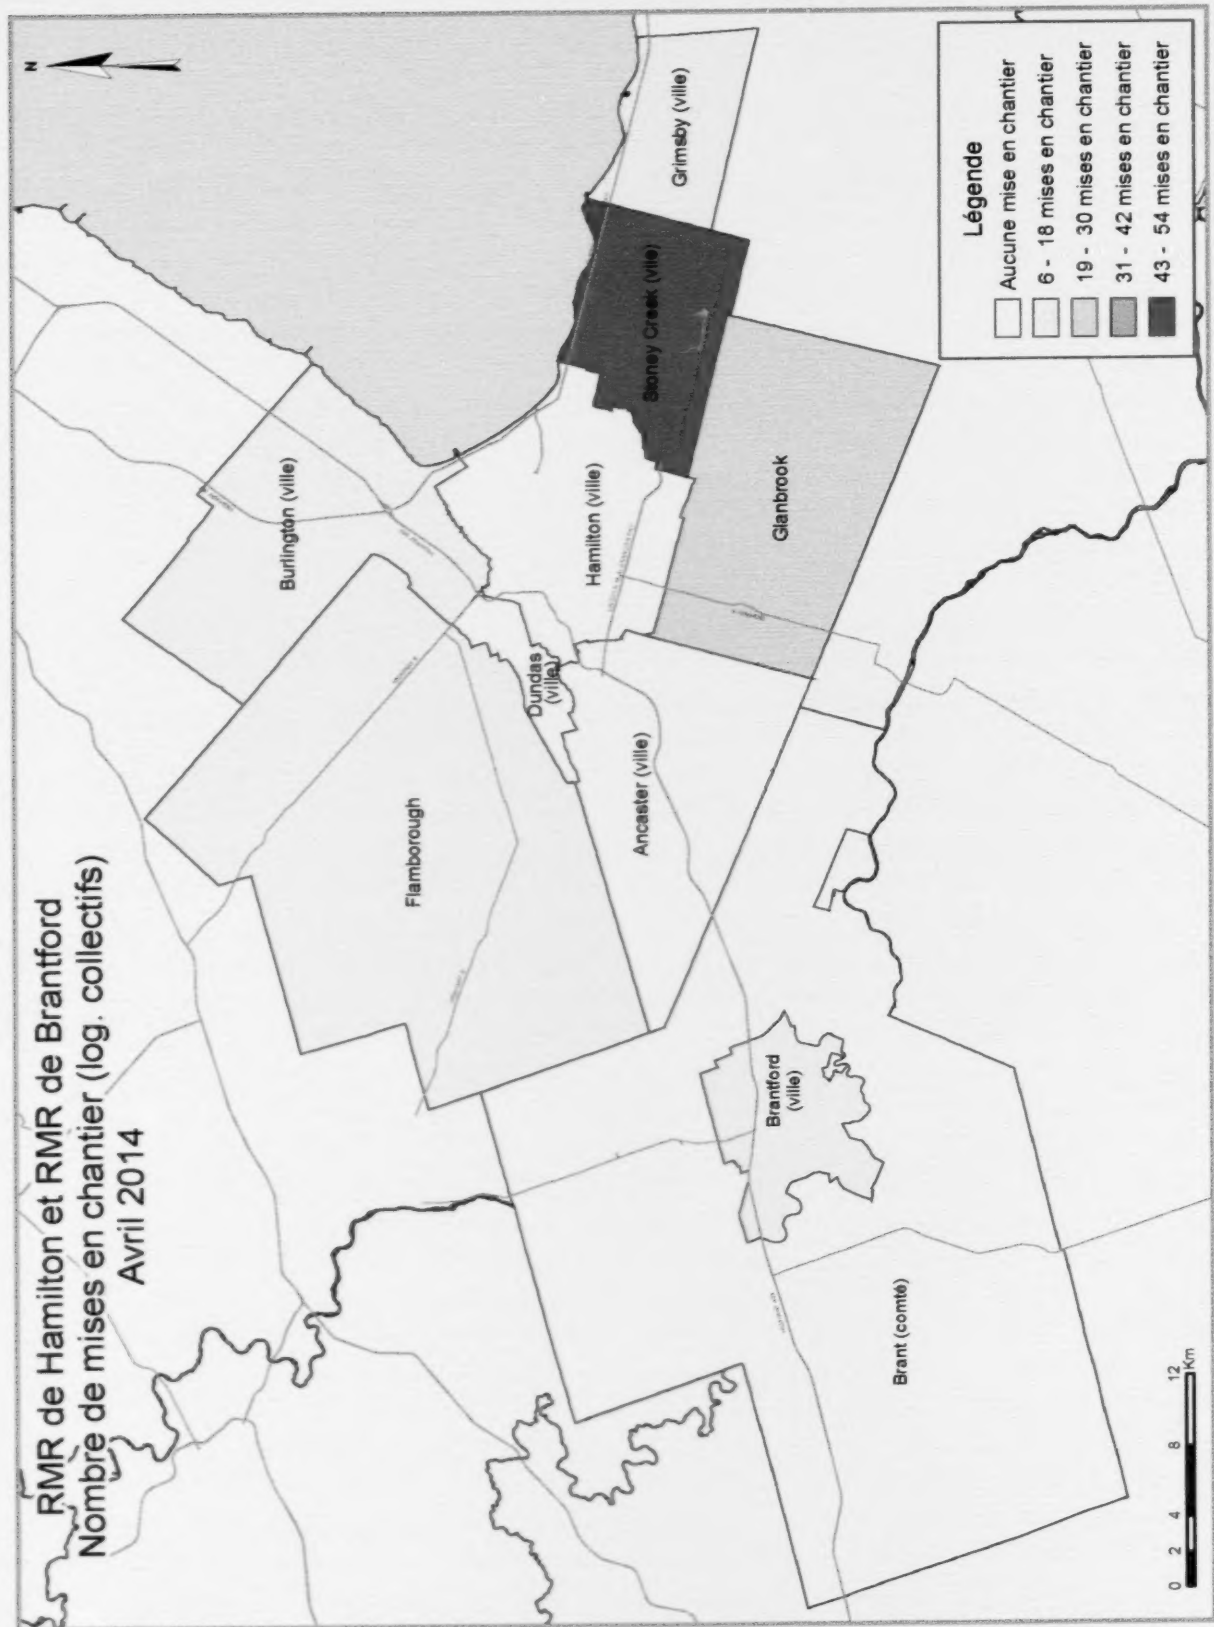 RMR de Hamilton et RMR de Brantford
Nombre de mises en chantier (log. collectifs)
Avril 2014
N
Burlington (ville)
Flamborough
Dundas
(ville)
Hamilton (ville)
Stoney Creek (ville)
Grimsby (ville)
Ancaster (ville)
Glanbrook
Brantford
(ville)
Brant (comté)
Légende
Aucune mise en chantier
6 - 18 mises en chantier
19 - 30 mises en chantier
31 - 42 mises en chantier
43 - 54 mises en chantier
0 2 4 8 12
Km